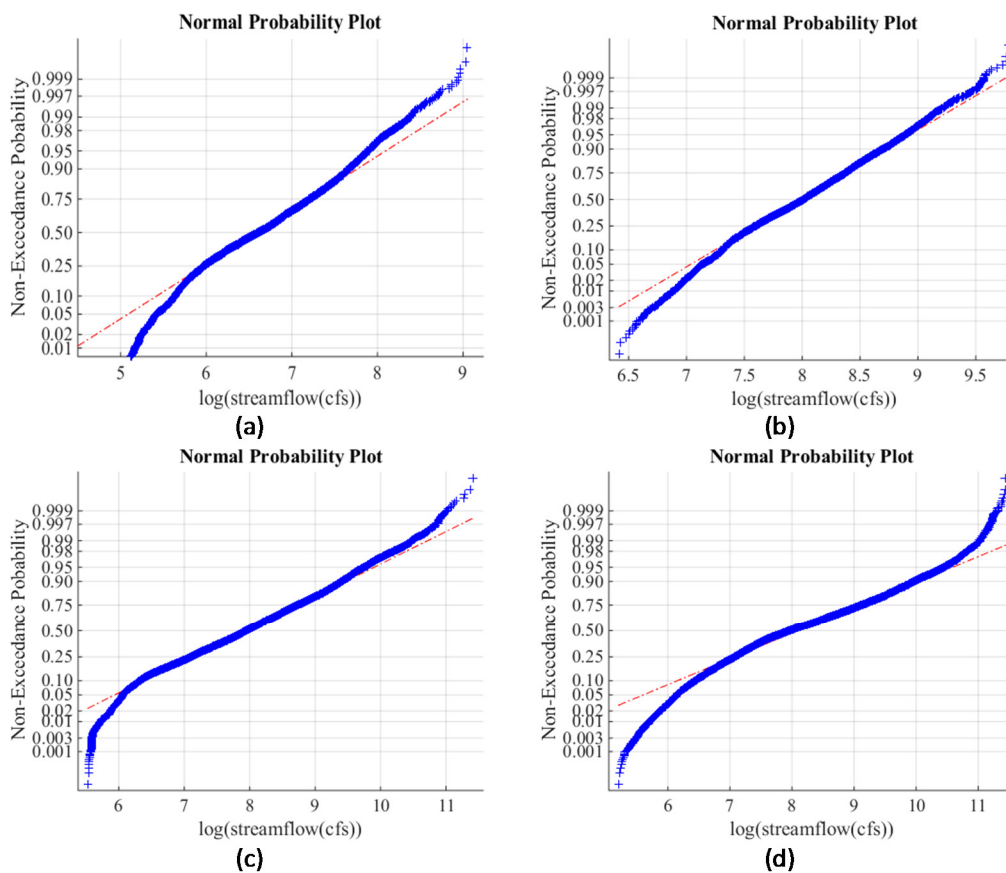 Normal Probability Plot
Non-Exceedance Pobability
0.999
0.997
0.99
0.98
0.95
0.90
0.75
0.50
0.25
0.10
0.05
0.02
0.01
5 6 7 8 9
log(streamflow(cfs))
(a)
Normal Probability Plot
Non-Exceedance Pobability
0.999
0.997
0.99
0.98
0.95
0.90
0.75
0.50
0.25
0.10
0.05
0.02
0.01
0.003
0.001
6.5 7 7.5 8 8.5 9 9.5
log(streamflow(cfs))
(b)
Normal Probability Plot
Non-Exceedance Pobability
0.999
0.997
0.99
0.98
0.95
0.90
0.75
0.50
0.25
0.10
0.05
0.02
0.01
0.003
0.001
6 7 8 9 10 11
log(streamflow(cfs))
(c)
Normal Probability Plot
Non-Exceedance Pobability
0.999
0.997
0.99
0.98
0.95
0.90
0.75
0.50
0.25
0.10
0.05
0.02
0.01
0.003
0.001
6 7 8 9 10 11
log(streamflow(cfs))
(d)